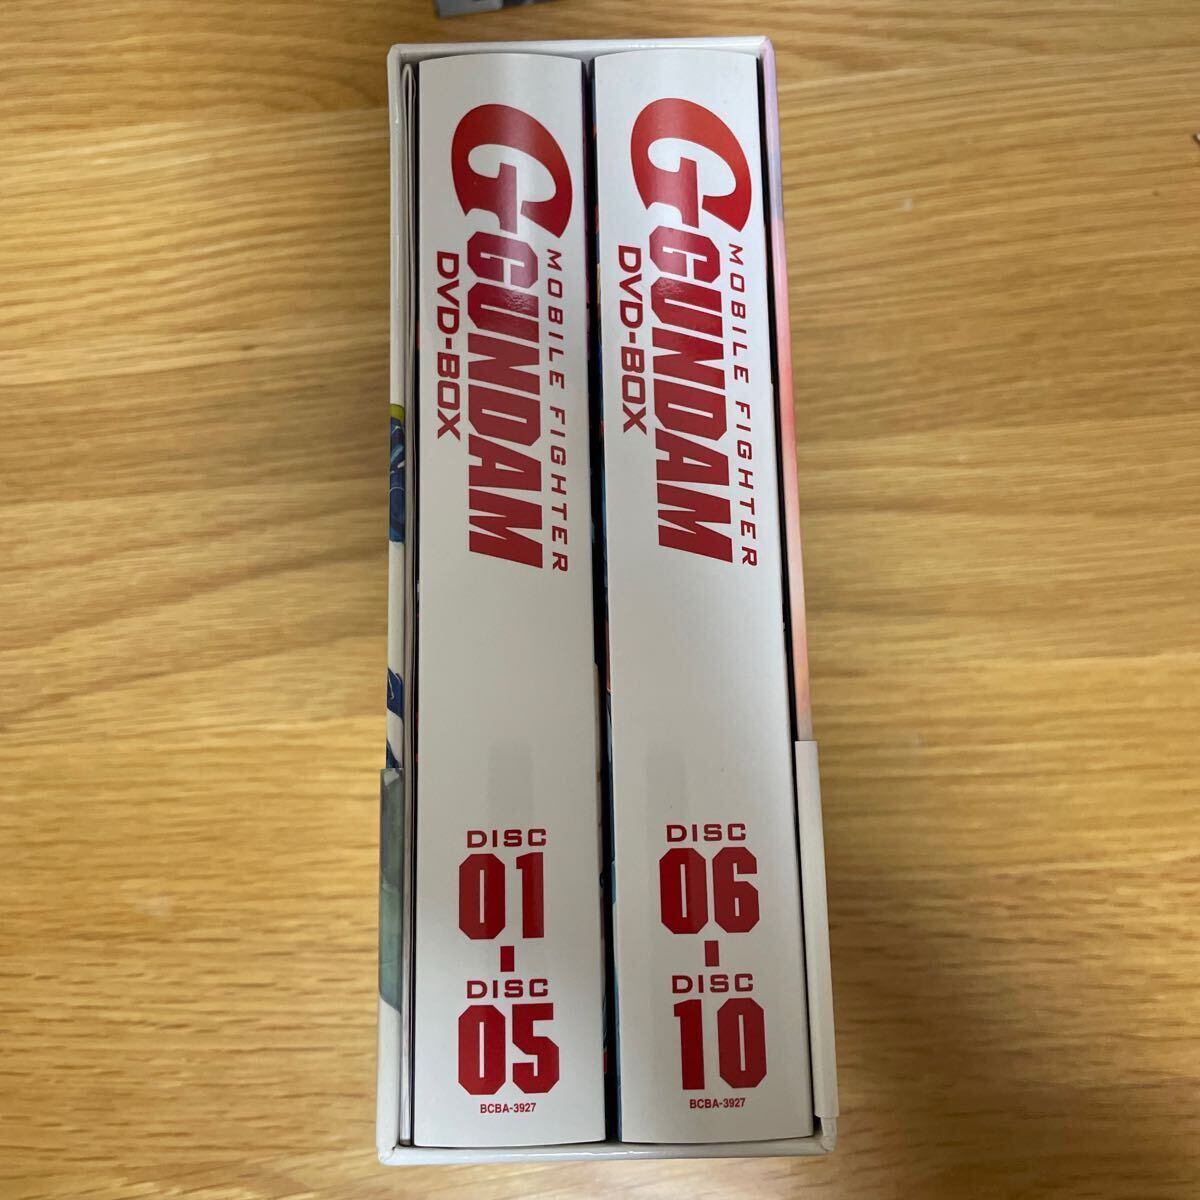 G-GUNDAM
MOBILE FIGHTER
DVD-BOX
DISC
01
-
DISC
05
BCBA-3927
G-GUNDAM
MOBILE FIGHTER
DVD-BOX
DISC
06
-
DISC
10
BCBA-3927